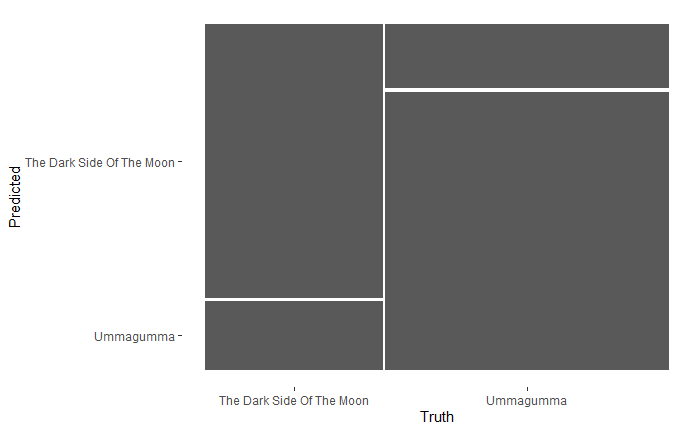 Predicted
The Dark Side Of The Moon
Ummagumma
The Dark Side Of The Moon
Ummagumma
Truth